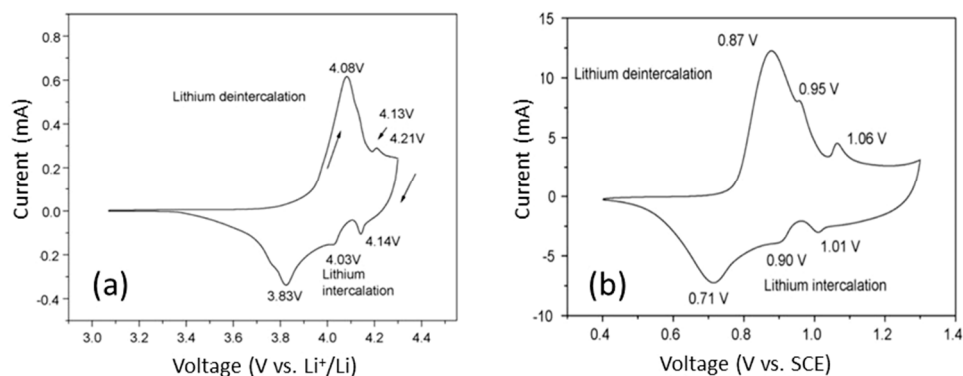 0.8
0.6
0.4
0.2
0.0
-0.2
-0.4
Current (mA)
4.08V
Lithium deintercalation
4.13V
4.21V
4.14V
4.03V
Lithium
intercalation
3.83V
(a)
3.0 3.2 3.4 3.6 3.8 4.0 4.2 4.4
Voltage (V vs. Li⁺/Li)
15
10
5
0
-5
-10
Current (mA)
0.87 V
Lithium deintercalation
0.95 V
1.06 V
1.01 V
0.90 V
0.71 V
Lithium intercalation
(b)
0.4 0.6 0.8 1.0 1.2 1.4
Voltage (V vs. SCE)